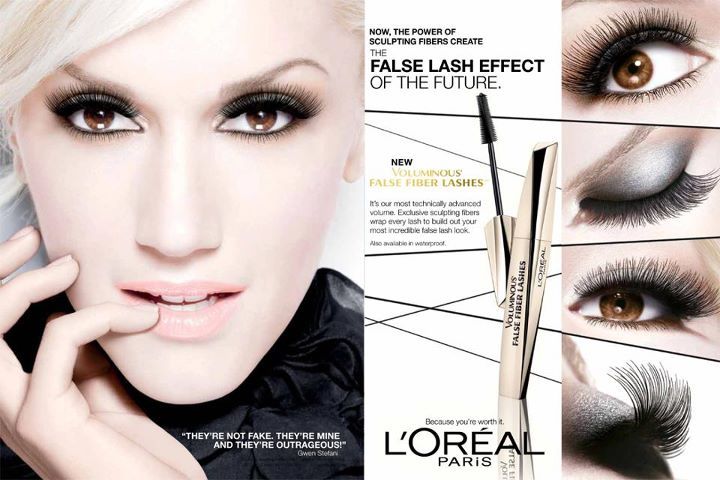 NOW, THE POWER OF
SCULPTING FIBERS CREATE
THE
FALSE LASH EFFECT
OF THE FUTURE.
NEW
VOLUMINOUS®
FALSE FIBER LASHES™
It's our most technically advanced
volume. Exclusive sculpting fibers
wrap every lash to build out your
most incredible false lash look.
Also available in waterproof.
VOLUMINOUS®
FALSE FIBER LASHES
L'ORÉAL
"THEY'RE NOT FAKE. THEY'RE MINE
AND THEY'RE OUTRAGEOUS!"
Gwen Stefani
Because you're worth it.
L'ORÉAL
PARiS